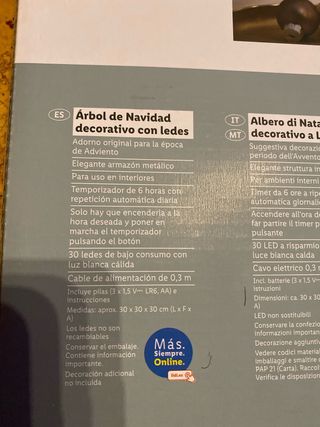 ES
Árbol de Navidad
decorativo con ledes
Adorno original para la época
de Adviento
Elegante armazón metálico
Para uso en interiores
Temporizador de 6 horas con
repetición automática diaria
Solo hay que encenderla a la
hora deseada y poner en
marcha el temporizador
pulsando el botón
30 ledes de bajo consumo con
luz blanca cálida
Cable de alimentación de 0,3 m
Incluye pilas (3 x 1,5 V⎓ LR6, AA) e
instrucciones
Medidas: aprox. 30 x 30 x 30 cm (L x F x
A)
Los ledes no son
recambiables
Conservar el embalaje.
Contiene información
importante.
Decoración adicional
no incluida
Más.
Siempre.
Online.
IT
MT
Albero di Nata
decorativo a L
Suggestiva decorazi
periodo dell'Avvento
Elegante struttura in
Per ambienti interni
Timer da 6 ore a rip
automatica giornali
Accendere all'ora de
far partire il timer p
pulsante
30 LED a risparmio
luce bianca calda
Cavo elettrico 0,3
Incl. batterie (3 x 1,5 V
istruzioni
Dimensioni: ca. 30 x 30
A)
LED non sostituibili
Conservare la confezio
informazioni important
Decorazione aggiuntiv
Vedere codici materia
imballaggi e smaltim
PAP 21 (Carta). Raccol
Verifica le disposizion